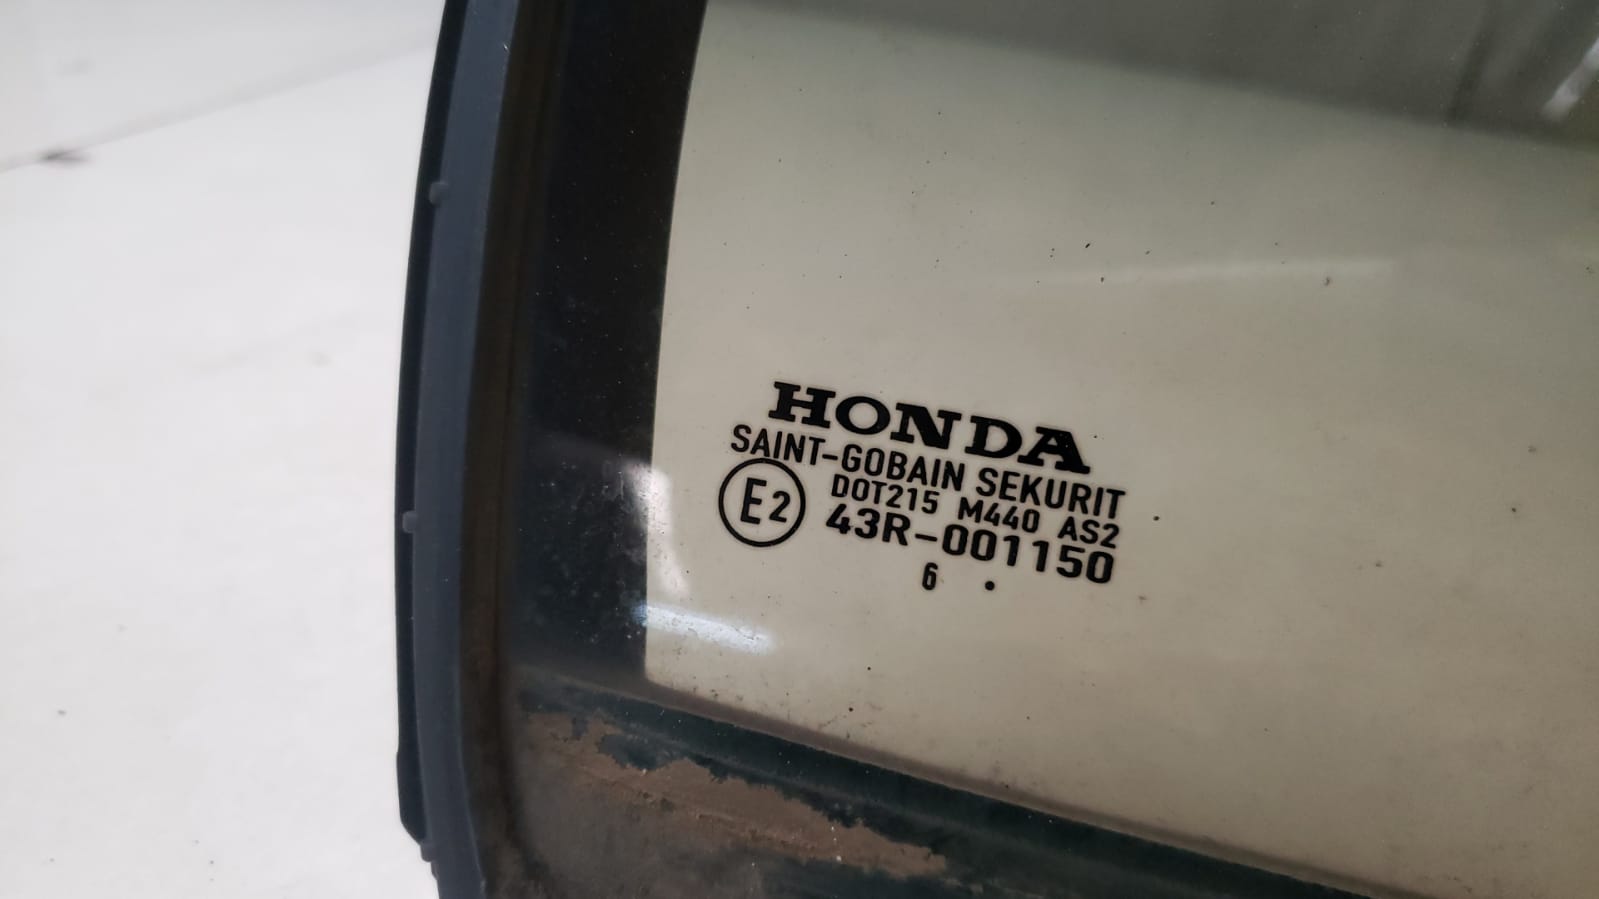 HONDA
SAINT-GOBAIN SEKURIT
E2
DOT215 M440 AS2
43R-001150
6 .